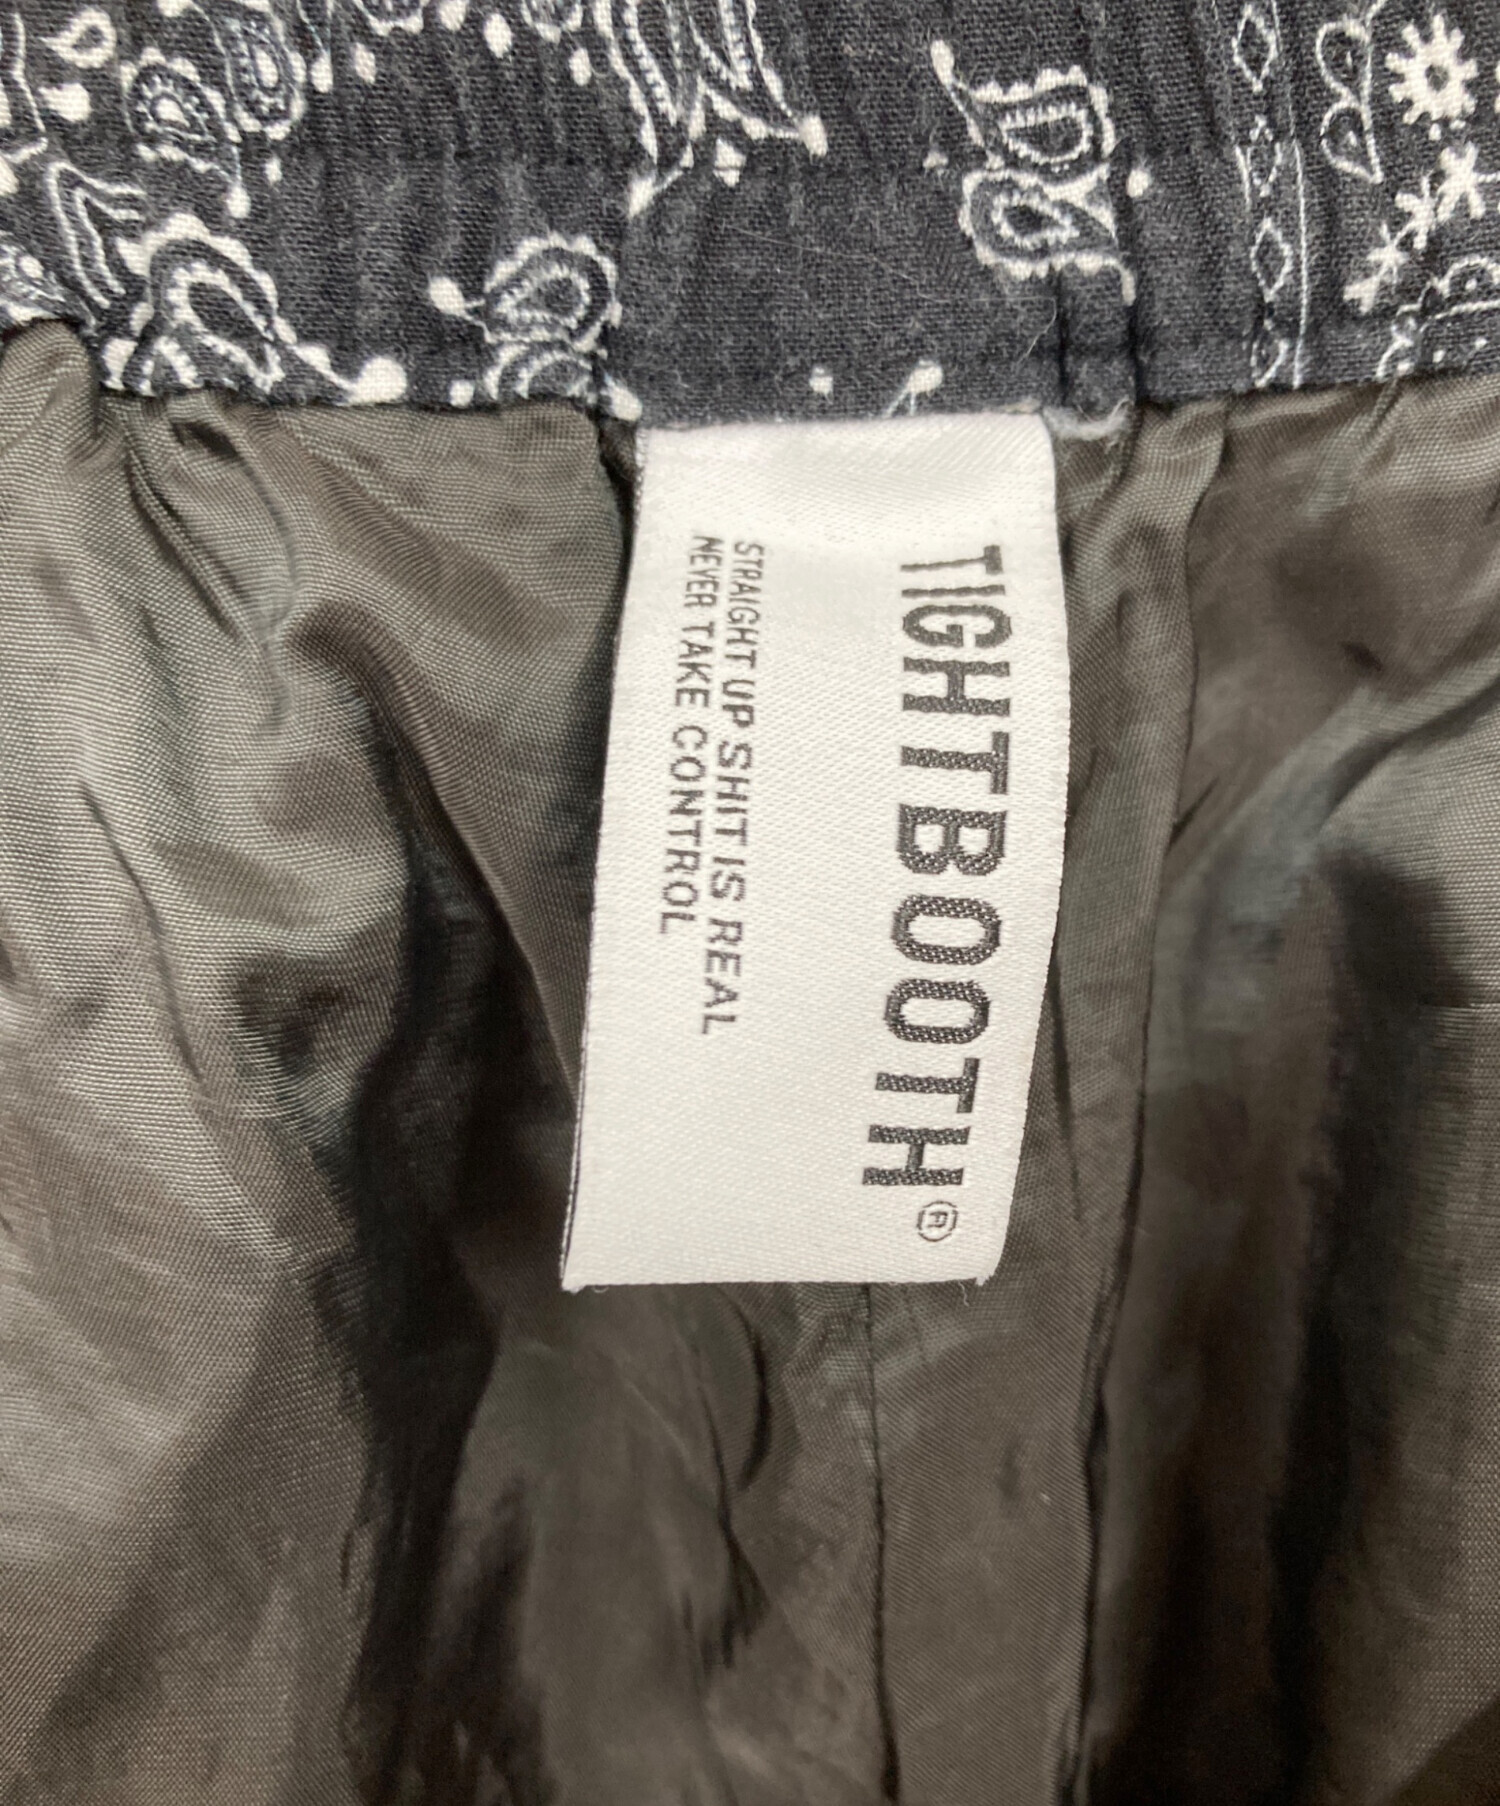 TIGHTBOOTH®
STRAIGHT UP SHIT IS REAL
NEVER TAKE CONTROL